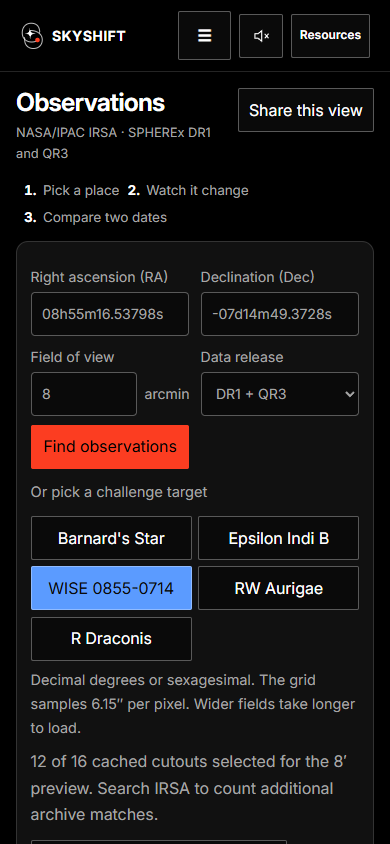 SKYSHIFT
☰
Resources
Observations
Share this view
NASA/IPAC IRSA · SPHEREx DR1
and QR3
1. Pick a place 2. Watch it change
3. Compare two dates
Right ascension (RA)
Declination (Dec)
08h55m16.53798s
-07d14m49.3728s
Field of view
Data release
8
arcmin
DR1 + QR3
Find observations
Or pick a challenge target
Barnard's Star
Epsilon Indi B
WISE 0855-0714
RW Aurigae
R Draconis
Decimal degrees or sexagesimal. The grid
samples 6.15″ per pixel. Wider fields take longer
to load.
12 of 16 cached cutouts selected for the 8′
preview. Search IRSA to count additional
archive matches.